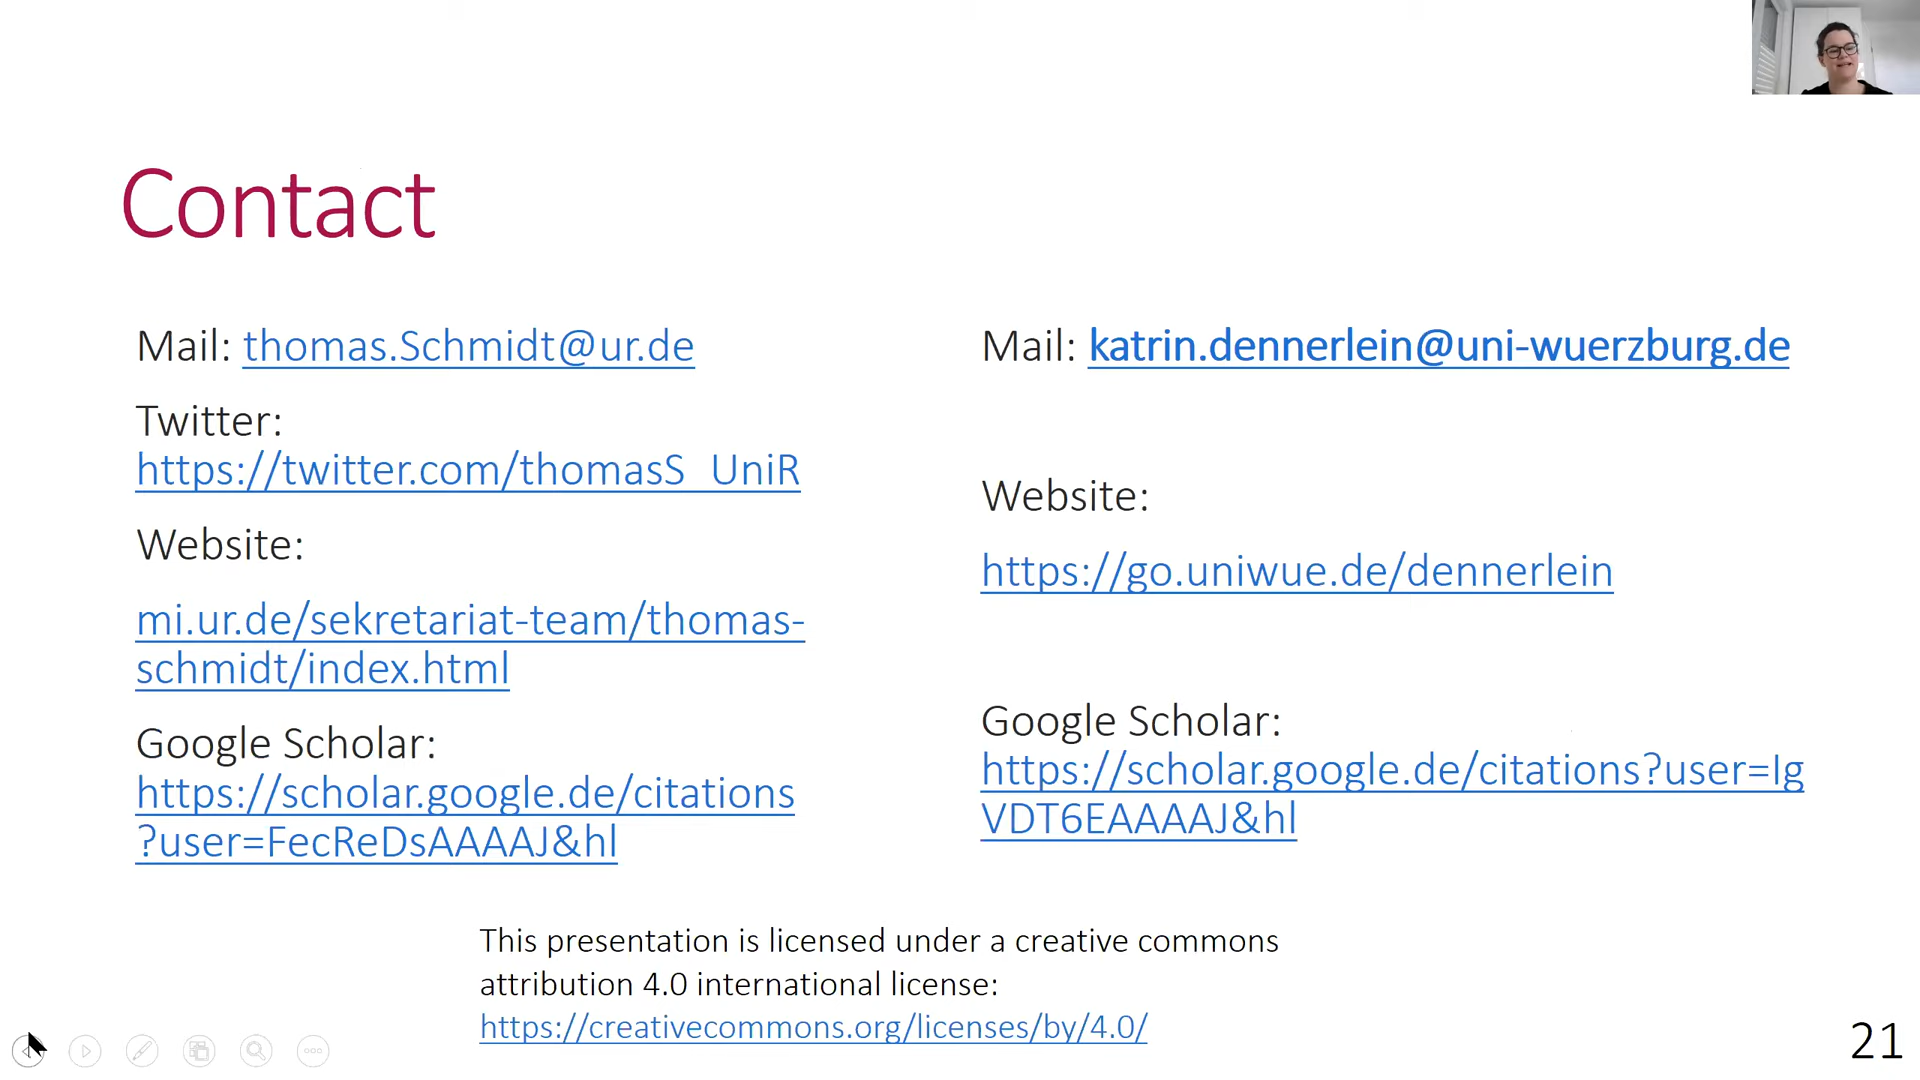 Contact
Mail: thomas.Schmidt@ur.de
Twitter:
https://twitter.com/thomasS_UniR
Website:
mi.ur.de/sekretariat-team/thomas-
schmidt/index.html
Google Scholar:
https://scholar.google.de/citations
?user=FecReDsAAAAJ&hl
Mail: katrin.dennerlein@uni-wuerzburg.de
Website:
https://go.uniwue.de/dennerlein
Google Scholar:
https://scholar.google.de/citations?user=Ig
VDT6EAAAAJ&hl
This presentation is licensed under a creative commons
attribution 4.0 international license:
https://creativecommons.org/licenses/by/4.0/
21